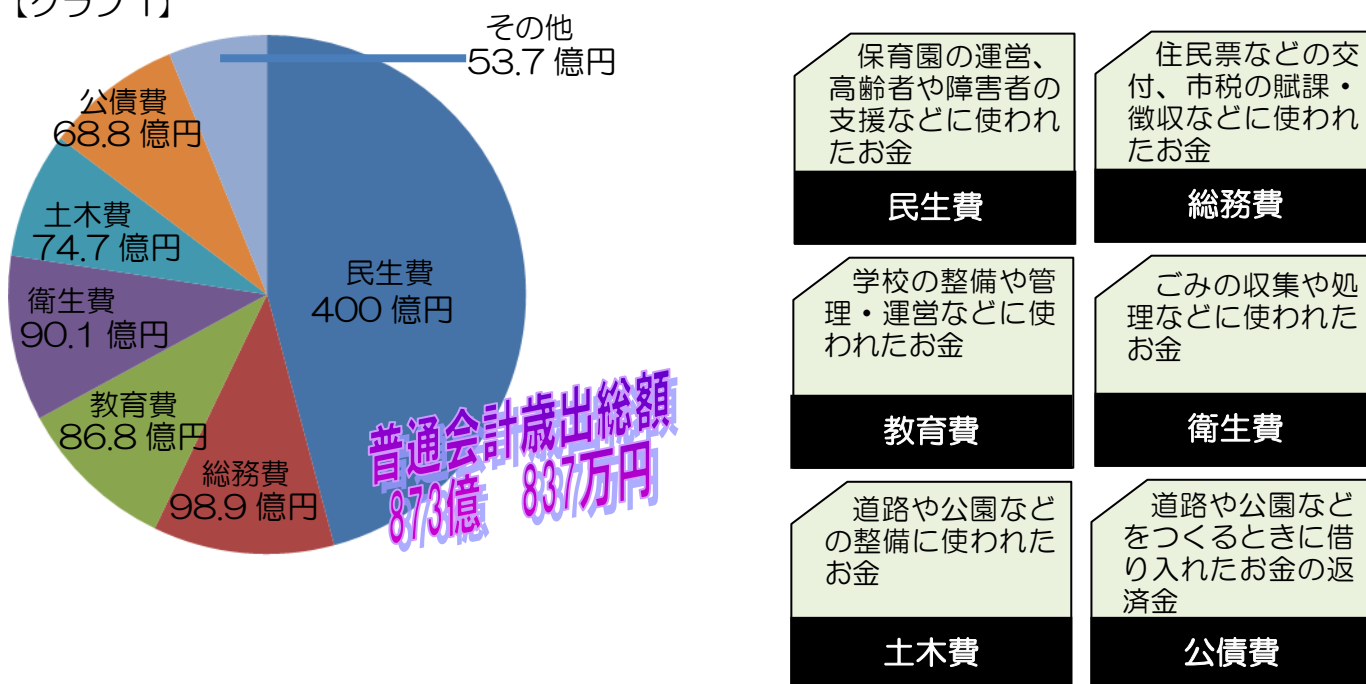 【グラフ1】
その他
53.7億円
公債費
68.8億円
土木費
74.7億円
衛生費
90.1億円
教育費
86.8億円
総務費
98.9億円
民生費
400億円
普通会計歳出総額
873億 837万円
保育園の運営、
高齢者や障害者の
支援などに使われ
たお金
民生費
住民票などの交
付、市税の賦課・
徴収などに使われ
たお金
総務費
学校の整備や管
理・運営などに使
われたお金
教育費
ごみの収集や処
理などに使われた
お金
衛生費
道路や公園など
の整備に使われた
お金
土木費
道路や公園など
をつくるときに借
り入れたお金の返
済金
公債費